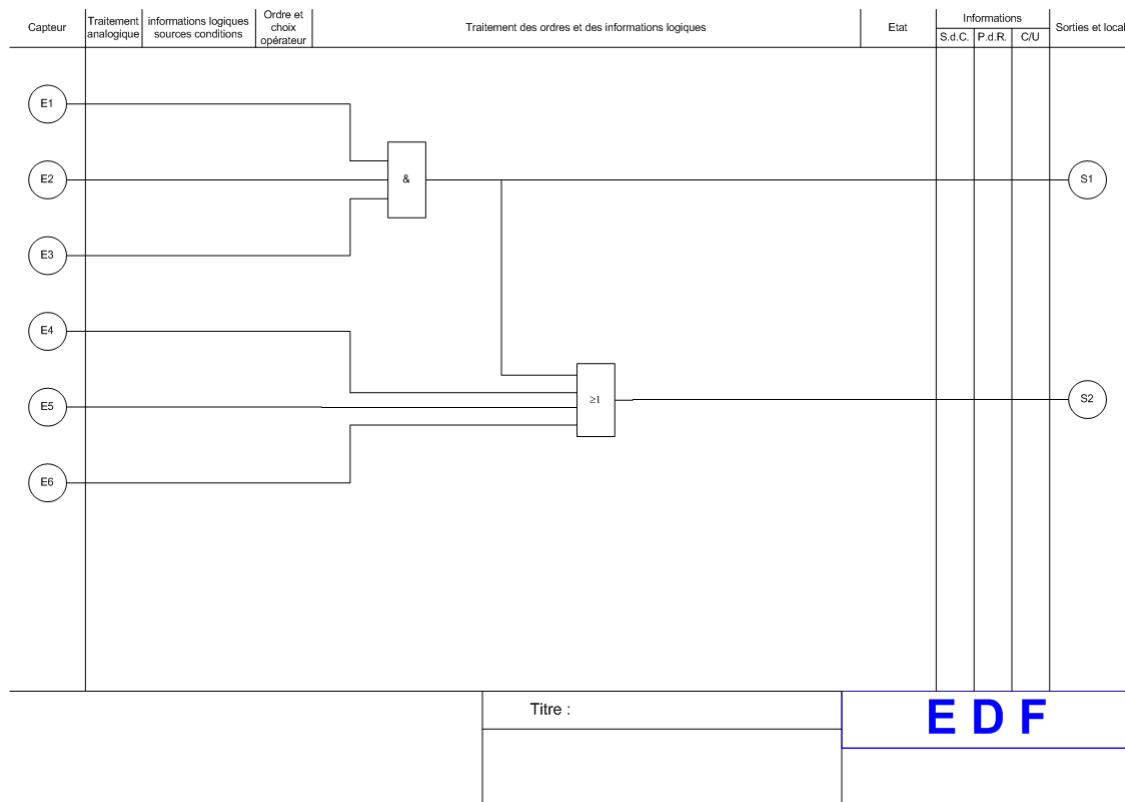 Capteur
Traitement
analogique
informations logiques
sources conditions
Ordre et
choix
opérateur
Traitement des ordres et des informations logiques
Etat
Informations
S.d.C.
P.d.R.
C/U
Sorties et local
E1
E2
&
S1
E3
E4
E5
≥1
S2
E6
Titre :
E D F